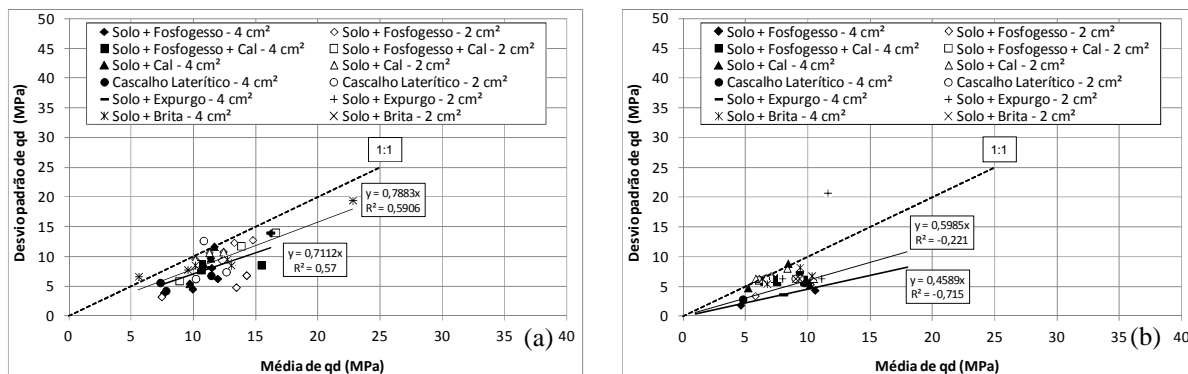 50
45
40
35
30
25
20
15
10
5
0
Desvio padrão de qd (MPa)
Solo + Fosfogesso - 4 cm²
Solo + Fosfogesso - 2 cm²
Solo + Fosfogesso + Cal - 4 cm²
Solo + Fosfogesso + Cal - 2 cm²
Solo + Cal - 4 cm²
Solo + Cal - 2 cm²
Cascalho Laterítico - 4 cm²
Cascalho Laterítico - 2 cm²
Solo + Expurgo - 4 cm²
Solo + Expurgo - 2 cm²
Solo + Brita - 4 cm²
Solo + Brita - 2 cm²
1:1
y = 0,7883x
R² = 0,5906
y = 0,7112x
R² = 0,57
(a)
0 5 10 15 20 25 30 35 40
Média de qd (MPa)
50
45
40
35
30
25
20
15
10
5
0
Desvio padrão de qd (MPa)
Solo + Fosfogesso - 4 cm²
Solo + Fosfogesso - 2 cm²
Solo + Fosfogesso + Cal - 4 cm²
Solo + Fosfogesso + Cal - 2 cm²
Solo + Cal - 4 cm²
Solo + Cal - 2 cm²
Cascalho Laterítico - 4 cm²
Cascalho Laterítico - 2 cm²
Solo + Expurgo - 4 cm²
Solo + Expurgo - 2 cm²
Solo + Brita - 4 cm²
Solo + Brita - 2 cm²
1:1
y = 0,5985x
R² = -0,221
y = 0,4589x
R² = -0,715
(b)
0 5 10 15 20 25 30 35 40
Média de qd (MPa)